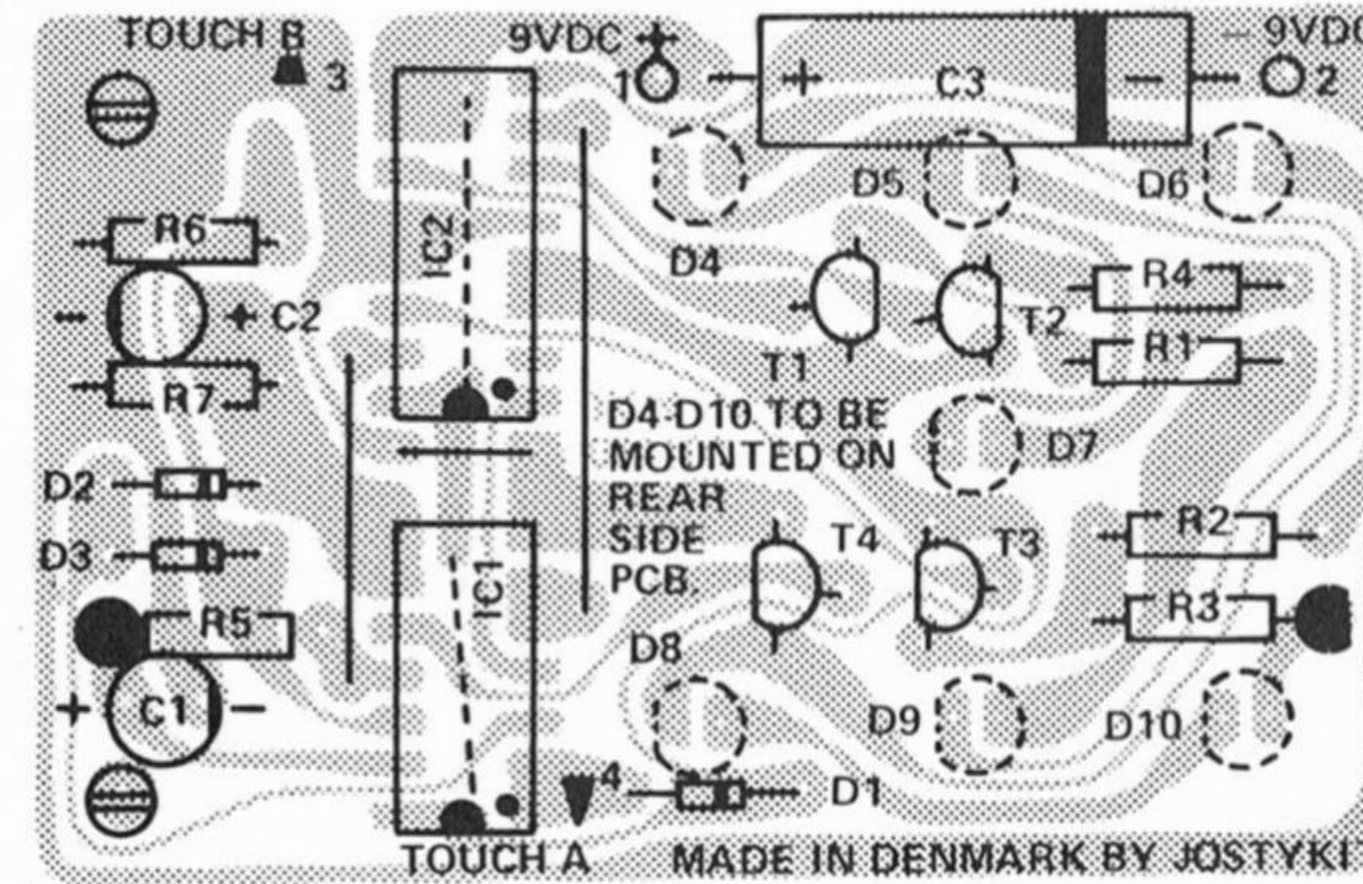 TOUCH B
3
9VDC +
1
+ C3 −
− 9VDC
2
D5
D6
R6
IC2
D4
R4
+ C2
T2
R1
T1
R7
D4-D10 TO BE
MOUNTED ON
REAR
SIDE
PCB.
D7
D2
R2
D3
T4
T3
IC1
R5
R3
D8
+ C1 −
D9
D10
4
D1
TOUCH A
MADE IN DENMARK BY JOSTYKIT